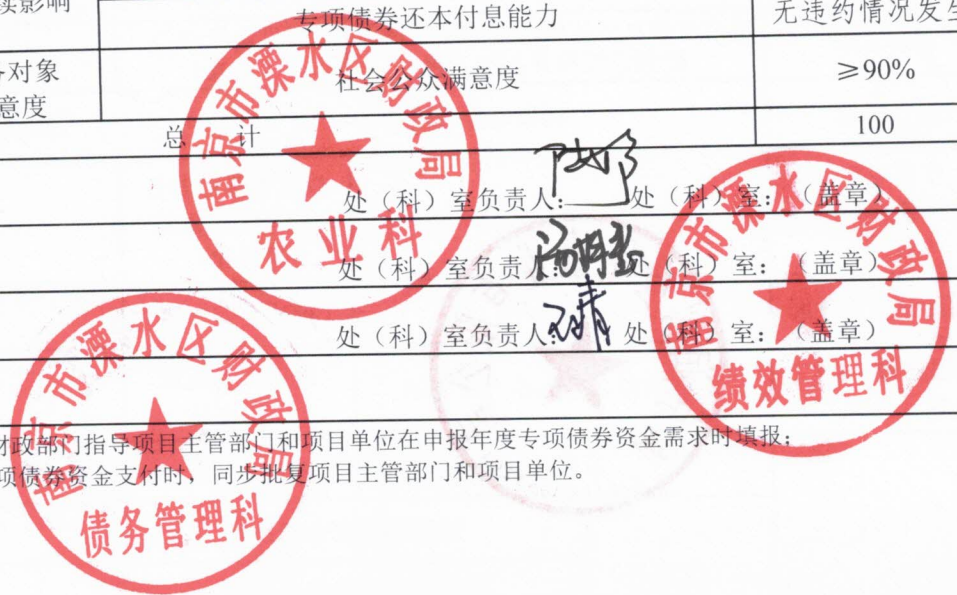 续影响
专项债券还本付息能力
无违约情况发生
对象
意度
社会公众满意度
≥90%
总 计
100
处（科）室负责人： 处（科）室：（盖章）
处（科）室负责人： 处（科）室：（盖章）
处（科）室负责人： 处（科）室：（盖章）
财政部门指导项目主管部门和项目单位在申报年度专项债券资金需求时填报；
项债券资金支付时，同步批复项目主管部门和项目单位。
南京市溧水区财政局
农业科
南京市溧水区财政局
绩效管理科
南京市溧水区财政局
债务管理科